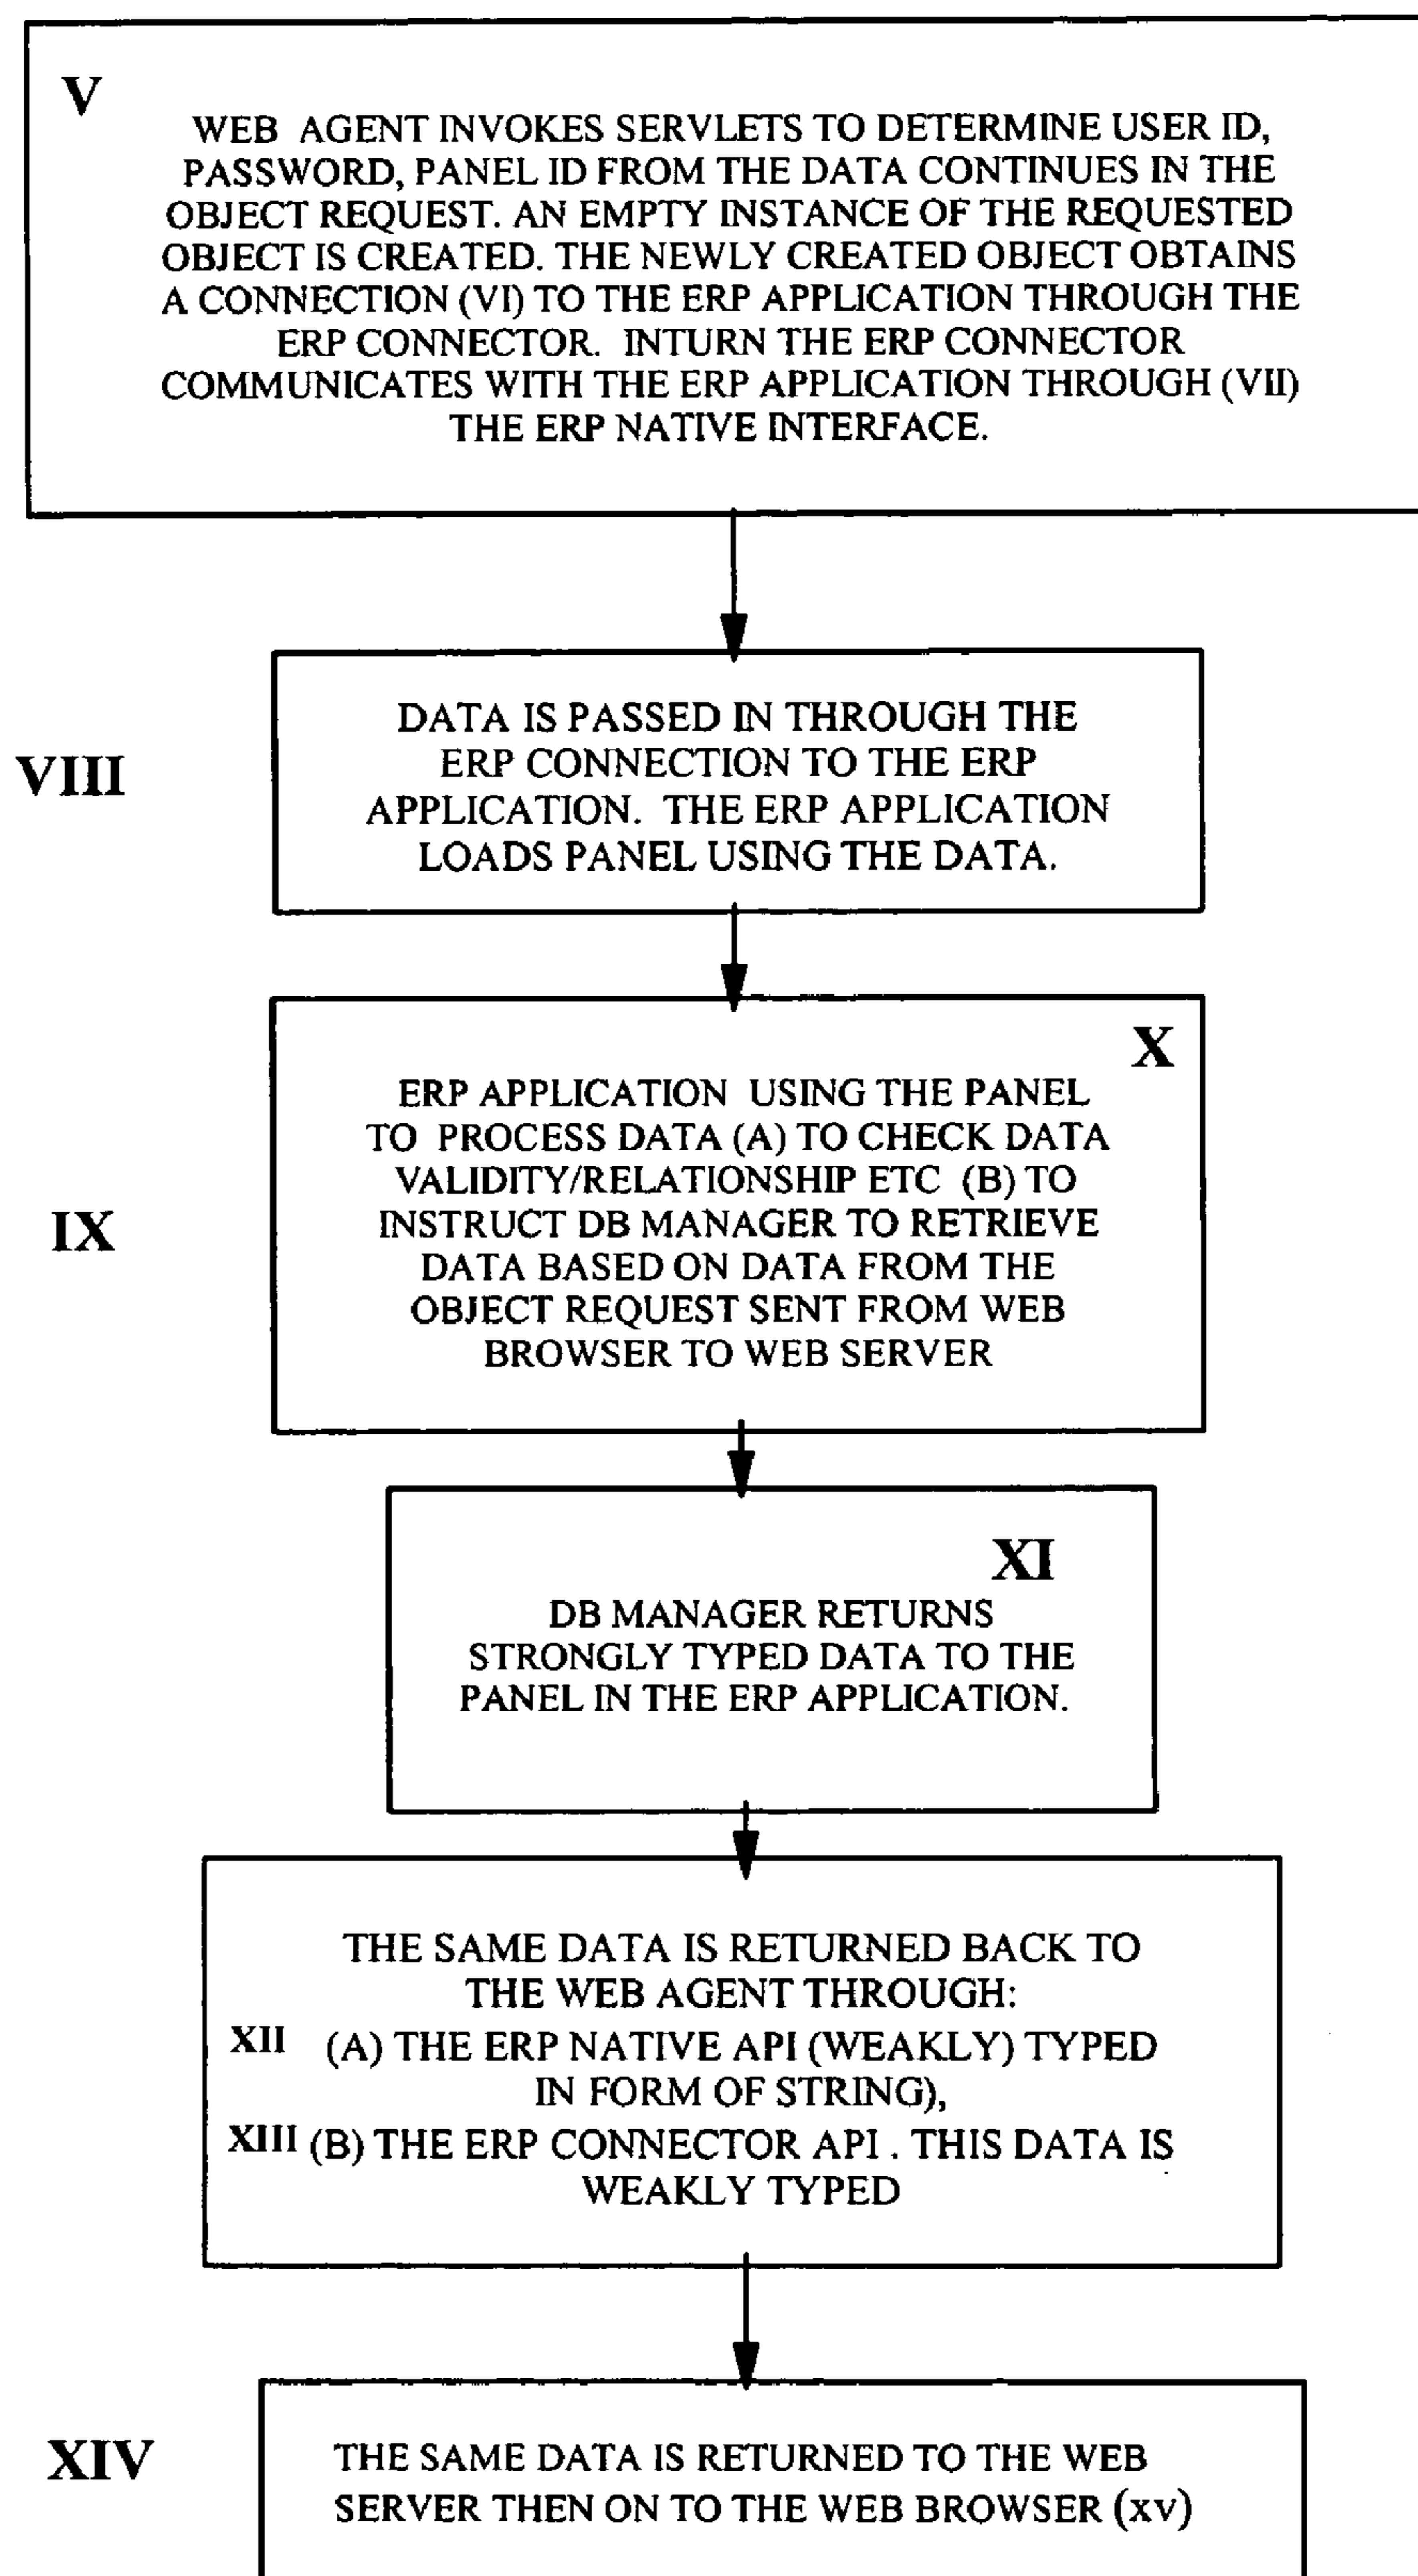 V
WEB AGENT INVOKES SERVLETS TO DETERMINE USER ID,
PASSWORD, PANEL ID FROM THE DATA CONTINUES IN THE
OBJECT REQUEST. AN EMPTY INSTANCE OF THE REQUESTED
OBJECT IS CREATED. THE NEWLY CREATED OBJECT OBTAINS
A CONNECTION (VI) TO THE ERP APPLICATION THROUGH THE
ERP CONNECTOR. INTURN THE ERP CONNECTOR
COMMUNICATES WITH THE ERP APPLICATION THROUGH (VII)
THE ERP NATIVE INTERFACE.
VIII
DATA IS PASSED IN THROUGH THE
ERP CONNECTION TO THE ERP
APPLICATION. THE ERP APPLICATION
LOADS PANEL USING THE DATA.
IX
X
ERP APPLICATION USING THE PANEL
TO PROCESS DATA (A) TO CHECK DATA
VALIDITY/RELATIONSHIP ETC (B) TO
INSTRUCT DB MANAGER TO RETRIEVE
DATA BASED ON DATA FROM THE
OBJECT REQUEST SENT FROM WEB
BROWSER TO WEB SERVER
XI
DB MANAGER RETURNS
STRONGLY TYPED DATA TO THE
PANEL IN THE ERP APPLICATION.
THE SAME DATA IS RETURNED BACK TO
THE WEB AGENT THROUGH:
XII (A) THE ERP NATIVE API (WEAKLY) TYPED
IN FORM OF STRING),
XIII (B) THE ERP CONNECTOR API . THIS DATA IS
WEAKLY TYPED
XIV
THE SAME DATA IS RETURNED TO THE WEB
SERVER THEN ON TO THE WEB BROWSER (xv)